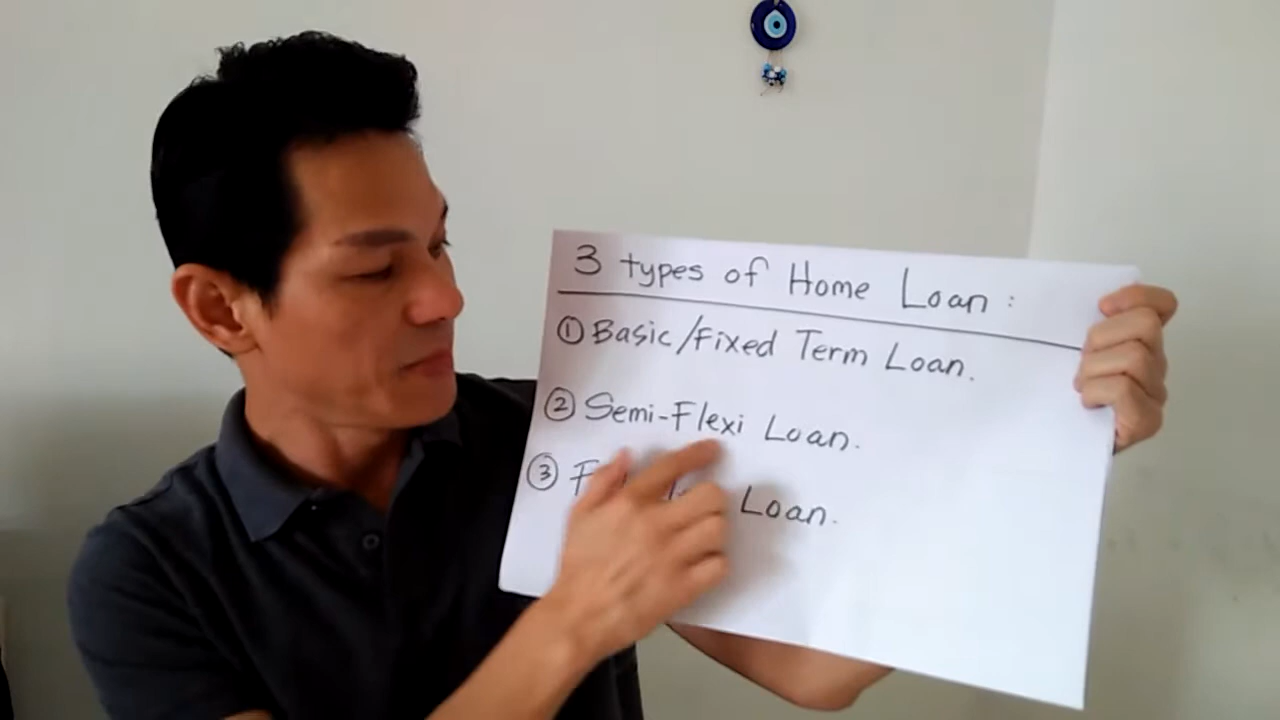 3 types of Home Loan :
① Basic/Fixed Term Loan.
② Semi-Flexi Loan.
③ Loan.